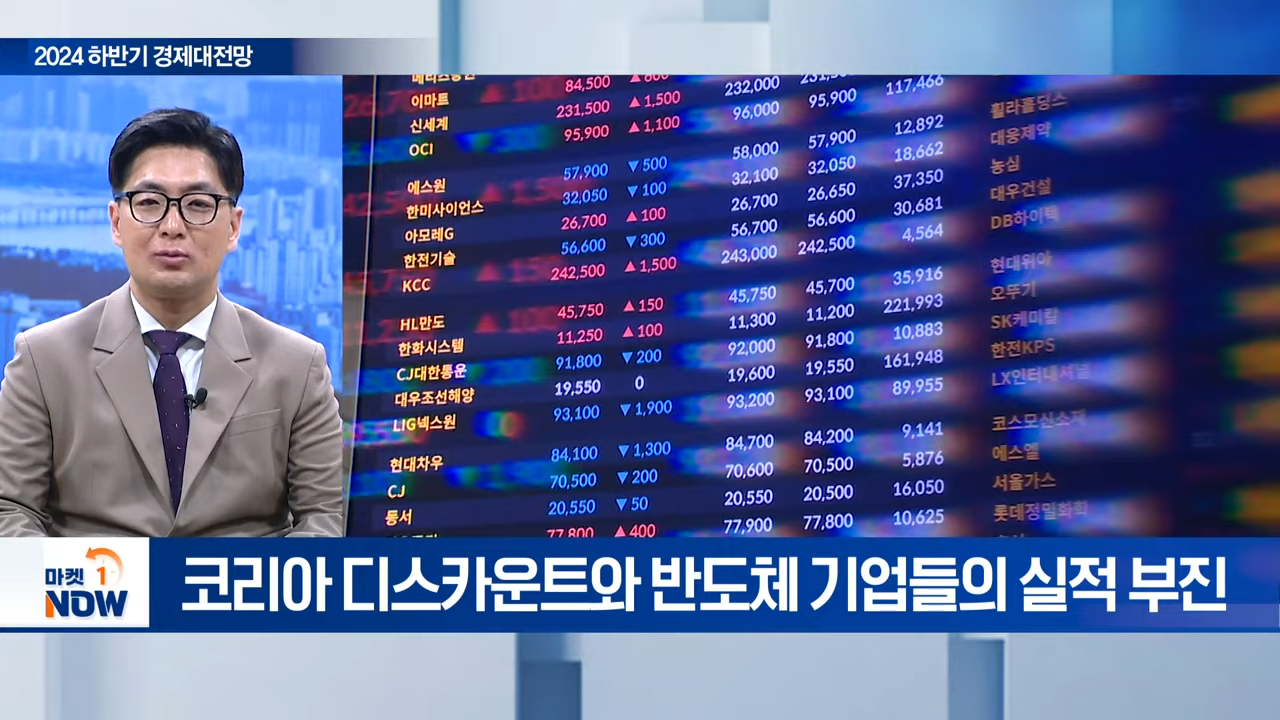 2024 하반기 경제대전망
84,500 ▲600 232,000
이마트 231,500 ▲1,500 96,000 95,900 117,466
신세계 95,900 ▲1,100
OCI 57,900 ▼500 58,000 57,900 12,892
에스원 32,050 ▼100 32,100 32,050 18,662
한미사이언스 26,700 ▲100 26,700 26,650 37,350
아모레G 56,600 ▼300 56,700 56,600 30,681
한전기술 242,500 ▲1,500 243,000 242,500 4,564
KCC
HL만도 45,750 ▲150 45,750 45,700 35,916
한화시스템 11,250 ▲100 11,300 11,200 221,993
CJ대한통운 91,800 ▼200 92,000 91,800 10,883
대우조선해양 19,550 0 19,600 19,550 161,948
LIG넥스원 93,100 ▼1,900 93,200 93,100 89,955
현대차우 84,100 ▼1,300 84,700 84,200 9,141
CJ 70,500 ▼200 70,600 70,500 5,876
동서 20,550 ▼50 20,550 20,500 16,050
77,800 ▲400 77,900 77,800 10,625
휠라홀딩스
대웅제약
농심
대우건설
DB하이텍
현대위아
오뚜기
SK케미칼
한전KPS
LX인터내셔널
코스모신소재
에스엘
서울가스
롯데정밀화학
마켓 1
NOW
코리아 디스카운트와 반도체 기업들의 실적 부진